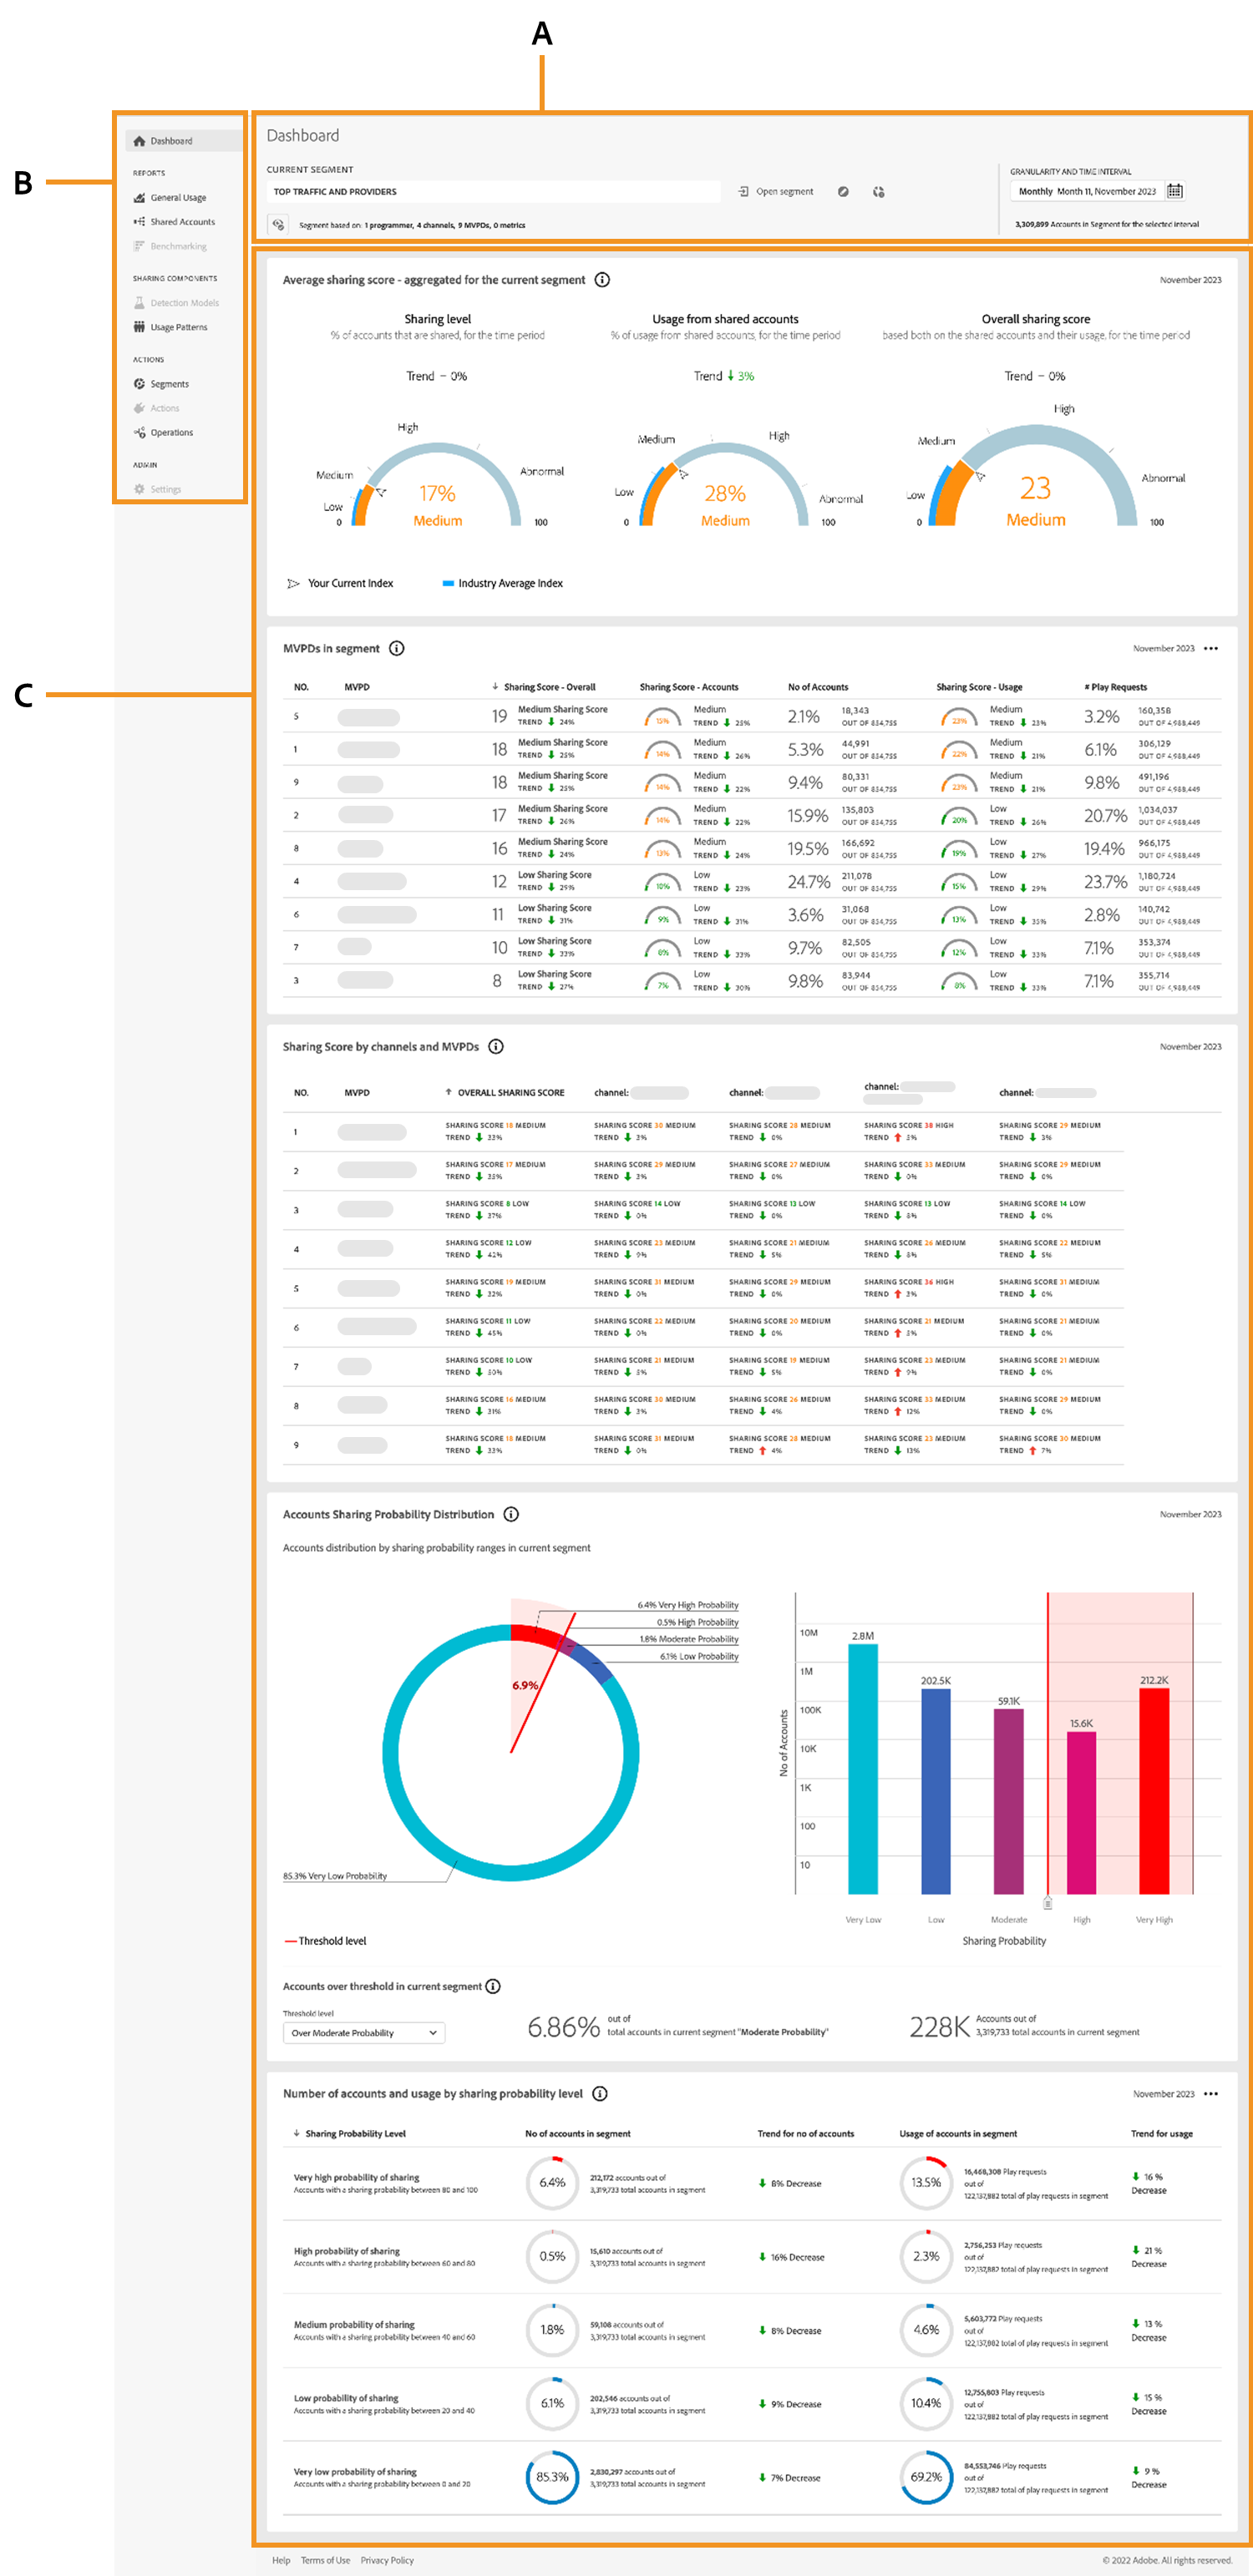 A
B
C
Dashboard
REPORTS
General Usage
Shared Accounts
Benchmarking
SHARING COMPONENTS
Detection Models
Usage Patterns
ACTIONS
Segments
Actions
Operations
ADMIN
Settings
Dashboard
CURRENT SEGMENT
TOP TRAFFIC AND PROVIDERS
Open segment
Segment based on: 1 programmer, 4 channels, 9 MVPDs, 0 metrics
GRANULARITY AND TIME INTERVAL
Monthly Month 11, November 2023
3,309,899 Accounts in Segment for the selected interval
Average sharing score - aggregated for the current segment
November 2023
Sharing level
% of accounts that are shared, for the time period
Trend – 0%
Low Medium High Abnormal
0 17% Medium 100
Usage from shared accounts
% of usage from shared accounts, for the time period
Trend 3%
Low Medium High Abnormal
0 28% Medium 100
Overall sharing score
based both on the shared accounts and their usage, for the time period
Trend – 0%
Low Medium High Abnormal
0 23 Medium 100
Your Current Index
Industry Average Index
MVPDs in segment
November 2023
NO. MVPD Sharing Score - Overall Sharing Score - Accounts No of Accounts Sharing Score - Usage # Play Requests
5 19 Medium Sharing Score TREND 24% 15% Medium TREND 25% 2.1% 18,343 OUT OF 854,755 23% Medium TREND 23% 3.2% 160,358 OUT OF 4,988,449
1 18 Medium Sharing Score TREND 25% 14% Medium TREND 26% 5.3% 44,991 OUT OF 854,755 22% Medium TREND 21% 6.1% 306,129 OUT OF 4,988,449
9 18 Medium Sharing Score TREND 25% 14% Medium TREND 22% 9.4% 80,331 OUT OF 854,755 23% Medium TREND 21% 9.8% 491,196 OUT OF 4,988,449
2 17 Medium Sharing Score TREND 26% 14% Medium TREND 22% 15.9% 135,803 OUT OF 854,755 20% Low TREND 26% 20.7% 1,034,037 OUT OF 4,988,449
8 16 Medium Sharing Score TREND 24% 13% Medium TREND 24% 19.5% 166,692 OUT OF 854,755 19% Low TREND 27% 19.4% 966,175 OUT OF 4,988,449
4 12 Low Sharing Score TREND 29% 10% Low TREND 23% 24.7% 211,078 OUT OF 854,755 15% Low TREND 29% 23.7% 1,180,724 OUT OF 4,988,449
6 11 Low Sharing Score TREND 31% 9% Low TREND 31% 3.6% 31,068 OUT OF 854,755 13% Low TREND 35% 2.8% 140,742 OUT OF 4,988,449
7 10 Low Sharing Score TREND 33% 8% Low TREND 33% 9.7% 82,505 OUT OF 854,755 12% Low TREND 33% 7.1% 353,374 OUT OF 4,988,449
3 8 Low Sharing Score TREND 27% 7% Low TREND 30% 9.8% 83,944 OUT OF 854,755 8% Low TREND 33% 7.1% 355,714 OUT OF 4,988,449
Sharing Score by channels and MVPDs
November 2023
NO. MVPD OVERALL SHARING SCORE channel: channel: channel: channel:
1 SHARING SCORE 18 MEDIUM SHARING SCORE 30 MEDIUM SHARING SCORE 28 MEDIUM SHARING SCORE 38 HIGH SHARING SCORE 29 MEDIUM
TREND 33% TREND 3% TREND 0% TREND 3% TREND 3%
2 SHARING SCORE 17 MEDIUM SHARING SCORE 29 MEDIUM SHARING SCORE 27 MEDIUM SHARING SCORE 33 MEDIUM SHARING SCORE 29 MEDIUM
TREND 35% TREND 3% TREND 0% TREND 0% TREND 0%
3 SHARING SCORE 8 LOW SHARING SCORE 14 LOW SHARING SCORE 13 LOW SHARING SCORE 13 LOW SHARING SCORE 14 LOW
TREND 37% TREND 0% TREND 0% TREND 8% TREND 0%
4 SHARING SCORE 12 LOW SHARING SCORE 23 MEDIUM SHARING SCORE 21 MEDIUM SHARING SCORE 26 MEDIUM SHARING SCORE 22 MEDIUM
TREND 42% TREND 9% TREND 5% TREND 8% TREND 5%
5 SHARING SCORE 19 MEDIUM SHARING SCORE 31 MEDIUM SHARING SCORE 29 MEDIUM SHARING SCORE 36 HIGH SHARING SCORE 31 MEDIUM
TREND 32% TREND 0% TREND 0% TREND 3% TREND 0%
6 SHARING SCORE 11 LOW SHARING SCORE 22 MEDIUM SHARING SCORE 20 MEDIUM SHARING SCORE 21 MEDIUM SHARING SCORE 21 MEDIUM
TREND 45% TREND 0% TREND 0% TREND 5% TREND 0%
7 SHARING SCORE 10 LOW SHARING SCORE 21 MEDIUM SHARING SCORE 19 MEDIUM SHARING SCORE 23 MEDIUM SHARING SCORE 21 MEDIUM
TREND 50% TREND 5% TREND 5% TREND 9% TREND 0%
8 SHARING SCORE 16 MEDIUM SHARING SCORE 30 MEDIUM SHARING SCORE 26 MEDIUM SHARING SCORE 33 MEDIUM SHARING SCORE 29 MEDIUM
TREND 31% TREND 3% TREND 4% TREND 12% TREND 0%
9 SHARING SCORE 18 MEDIUM SHARING SCORE 31 MEDIUM SHARING SCORE 28 MEDIUM SHARING SCORE 23 MEDIUM SHARING SCORE 30 MEDIUM
TREND 33% TREND 0% TREND 4% TREND 13% TREND 7%
Accounts Sharing Probability Distribution
November 2023
Accounts distribution by sharing probability ranges in current segment
6.4% Very High Probability
0.5% High Probability
1.8% Moderate Probability
6.1% Low Probability
6.9%
85.3% Very Low Probability
Threshold level
No of Accounts
10M
1M
100K
10K
1K
100
10
2.8M
202.5K
59.1K
15.6K
212.2K
Very Low Low Moderate High Very High
Sharing Probability
Accounts over threshold in current segment
Threshold level
Over Moderate Probability
6.86% out of
total accounts in current segment "Moderate Probability"
228K Accounts out of
3,319,733 total accounts in current segment
Number of accounts and usage by sharing probability level
November 2023
Sharing Probability Level No of accounts in segment Trend for no of accounts Usage of accounts in segment Trend for usage
Very high probability of sharing
Accounts with a sharing probability between 80 and 100
6.4% 212,172 accounts out of
3,319,733 total accounts in segment
8% Decrease
13.5% 16,468,308 Play requests
out of
122,137,882 total of play requests in segment
16 %
Decrease
High probability of sharing
Accounts with a sharing probability between 60 and 80
0.5% 15,610 accounts out of
3,319,733 total accounts in segment
16% Decrease
2.3% 2,756,253 Play requests
out of
122,137,882 total of play requests in segment
21 %
Decrease
Medium probability of sharing
Accounts with a sharing probability between 40 and 60
1.8% 59,108 accounts out of
3,319,733 total accounts in segment
8% Decrease
4.6% 5,603,772 Play requests
out of
122,137,882 total of play requests in segment
13 %
Decrease
Low probability of sharing
Accounts with a sharing probability between 20 and 40
6.1% 202,546 accounts out of
3,319,733 total accounts in segment
9% Decrease
10.4% 12,755,803 Play requests
out of
122,137,882 total of play requests in segment
15 %
Decrease
Very low probability of sharing
Accounts with a sharing probability between 0 and 20
85.3% 2,830,297 accounts out of
3,319,733 total accounts in segment
7% Decrease
69.2% 84,553,746 Play requests
out of
122,137,882 total of play requests in segment
9 %
Decrease
Help Terms of Use Privacy Policy
© 2022 Adobe. All rights reserved.